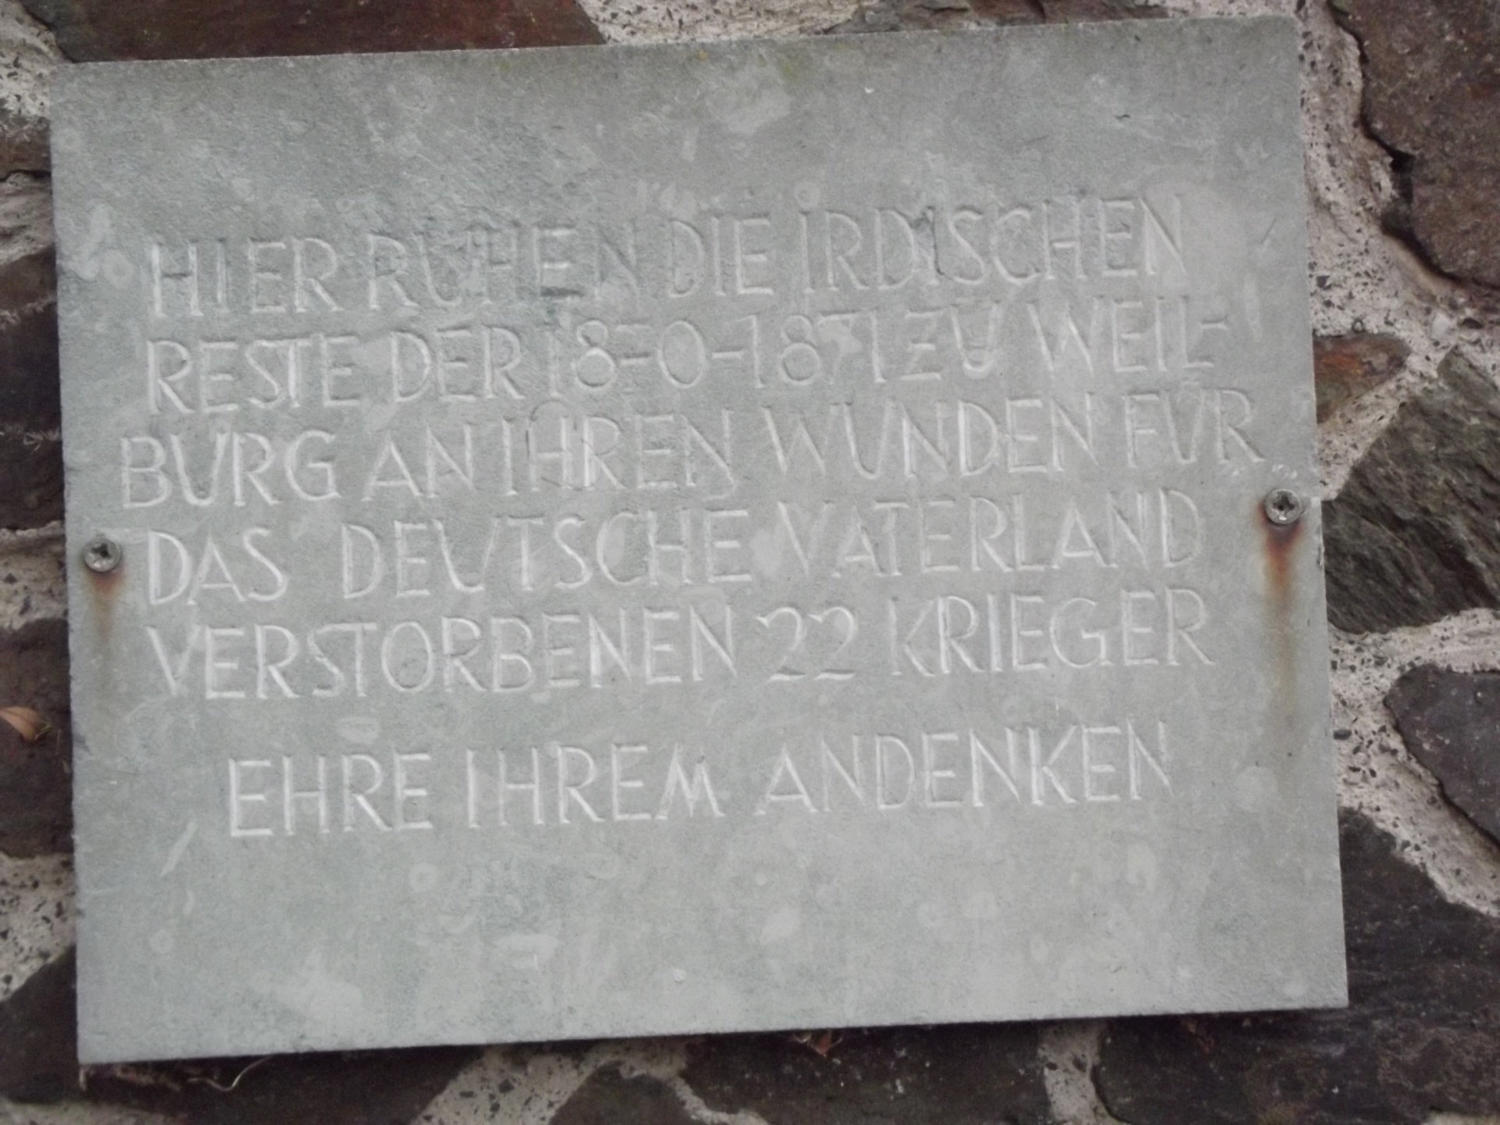 HIER RUHEN DIE IRDISCHEN
RESTE DER 1870-1871 ZU WEIL-
BURG AN IHREN WUNDEN FÜR
DAS DEUTSCHE VATERLAND
VERSTORBENEN 22 KRIEGER
EHRE IHREM ANDENKEN